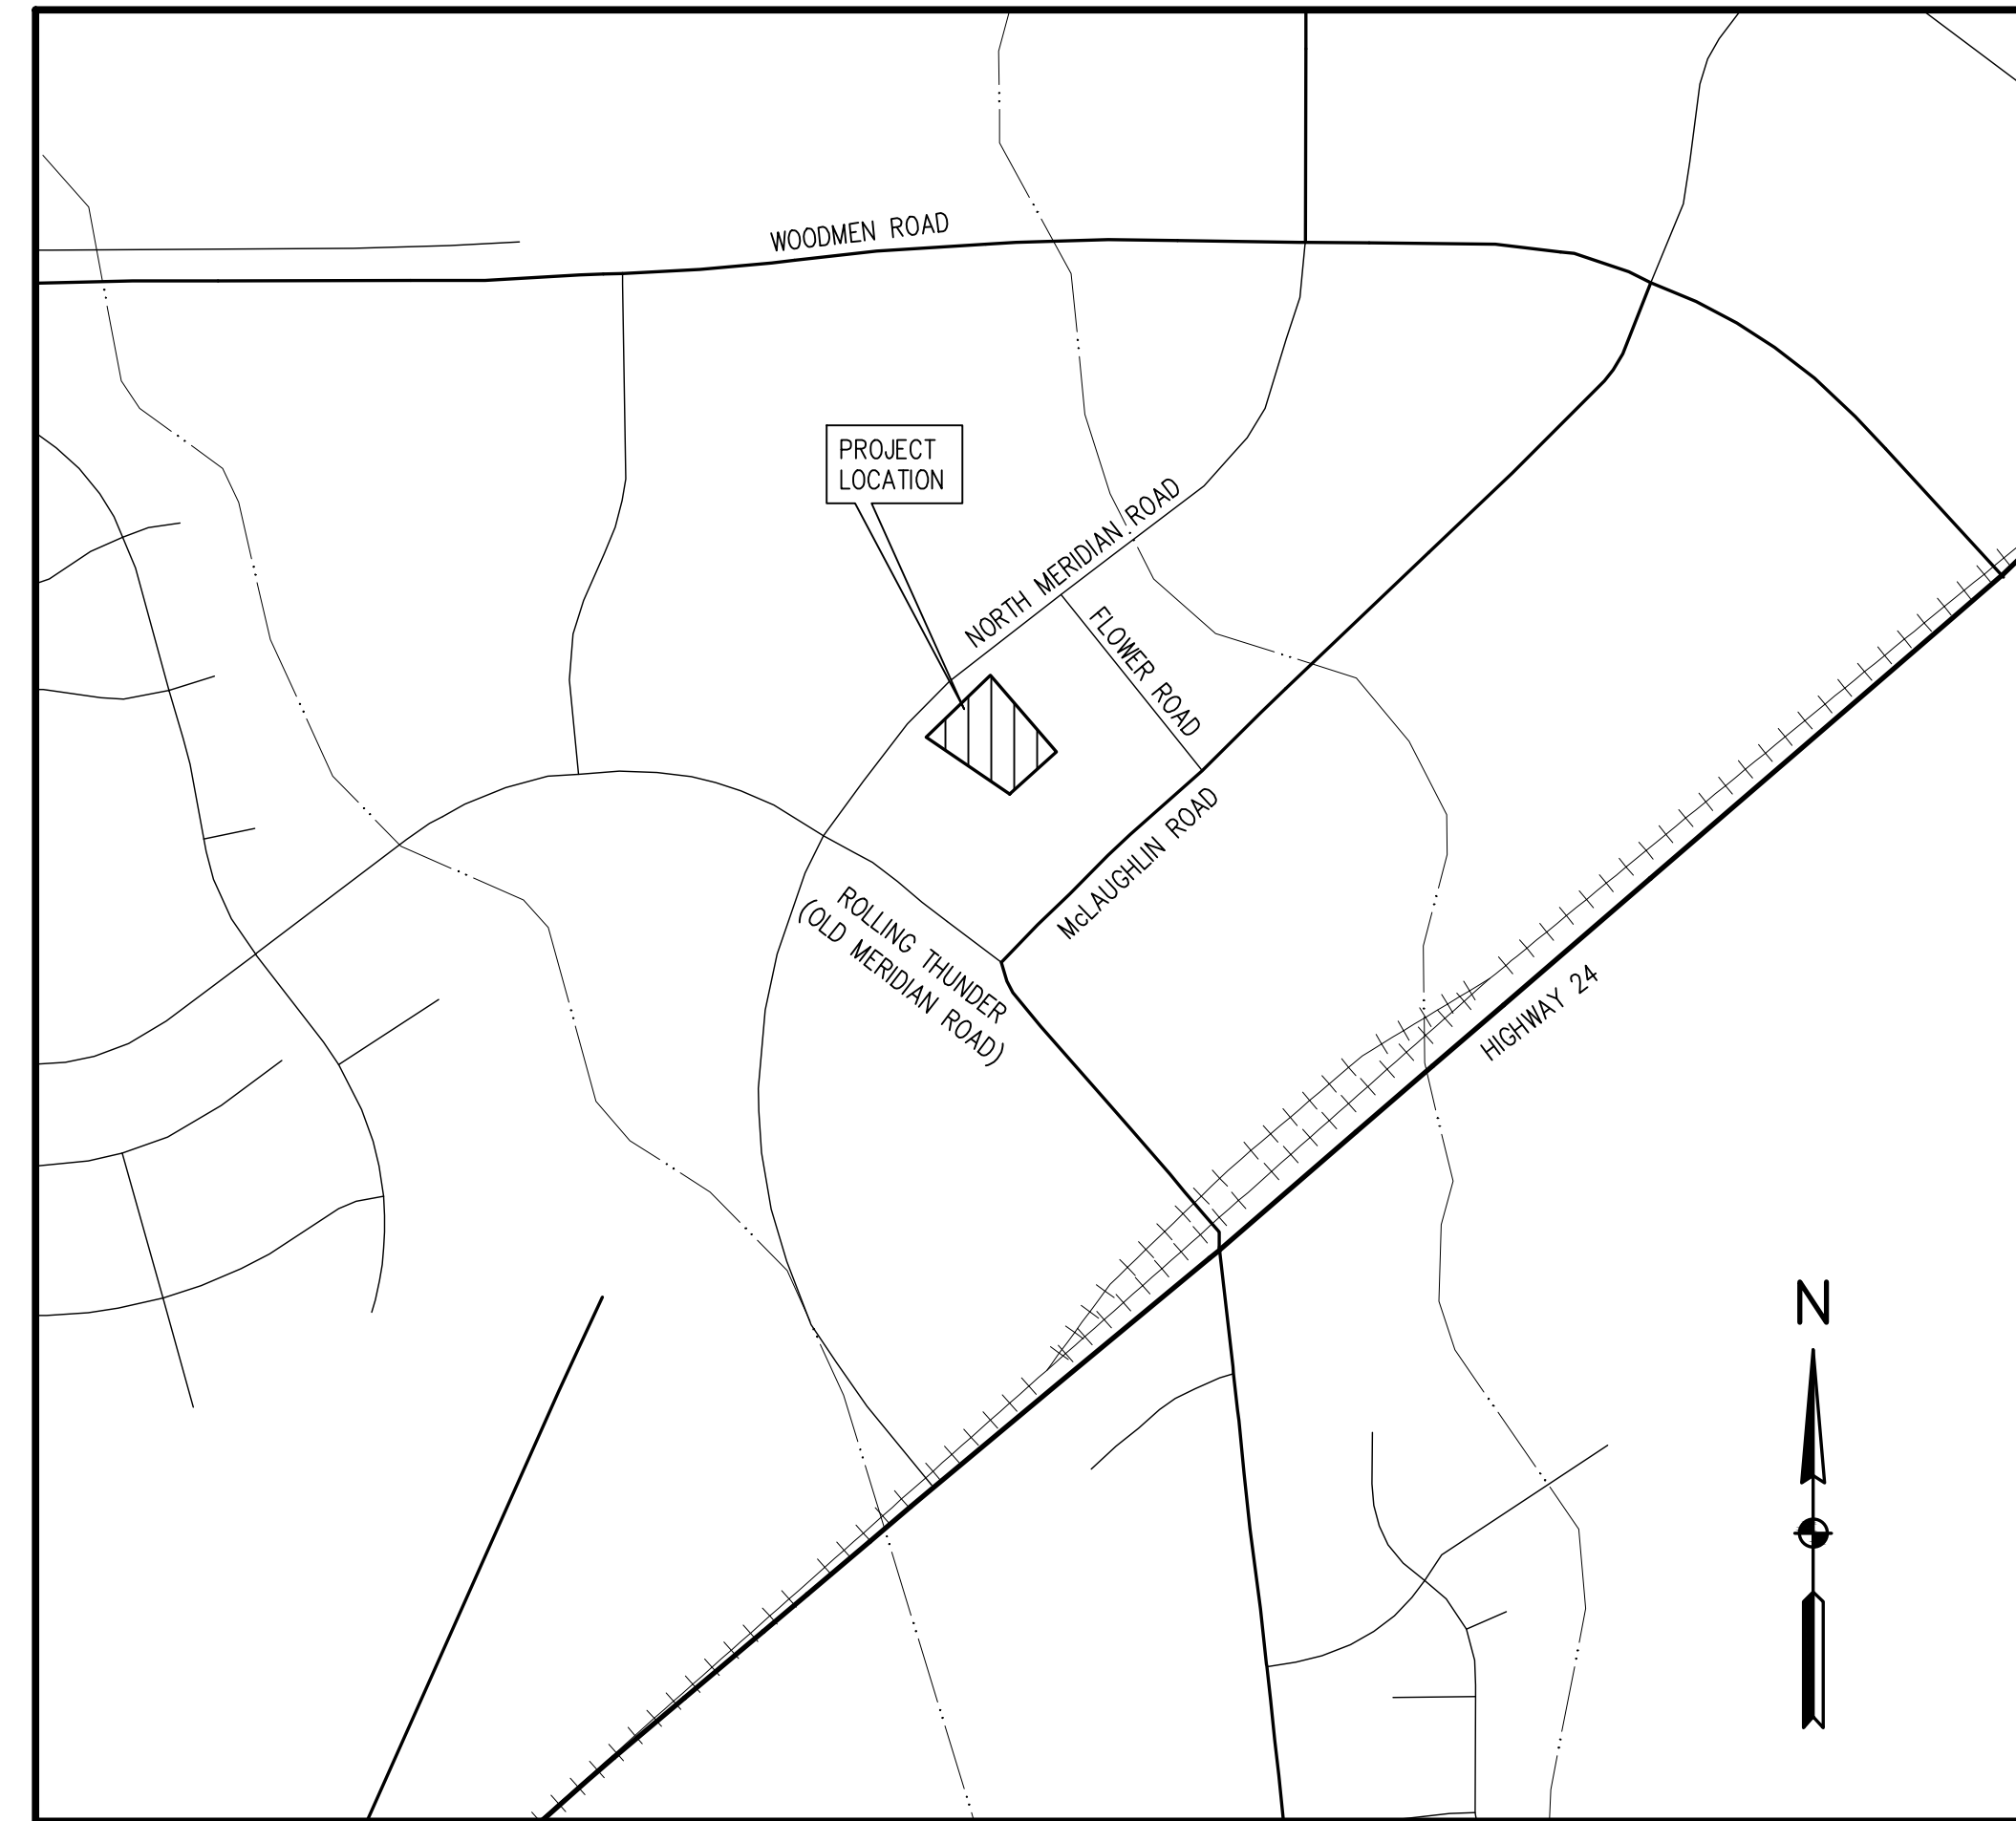 WOODMEN ROAD
PROJECT
LOCATION
NORTH MERIDIAN ROAD
FLOWER ROAD
McLAUGHLIN ROAD
ROLLING THUNDER
(OLD MERIDIAN ROAD)
HIGHWAY 24
N